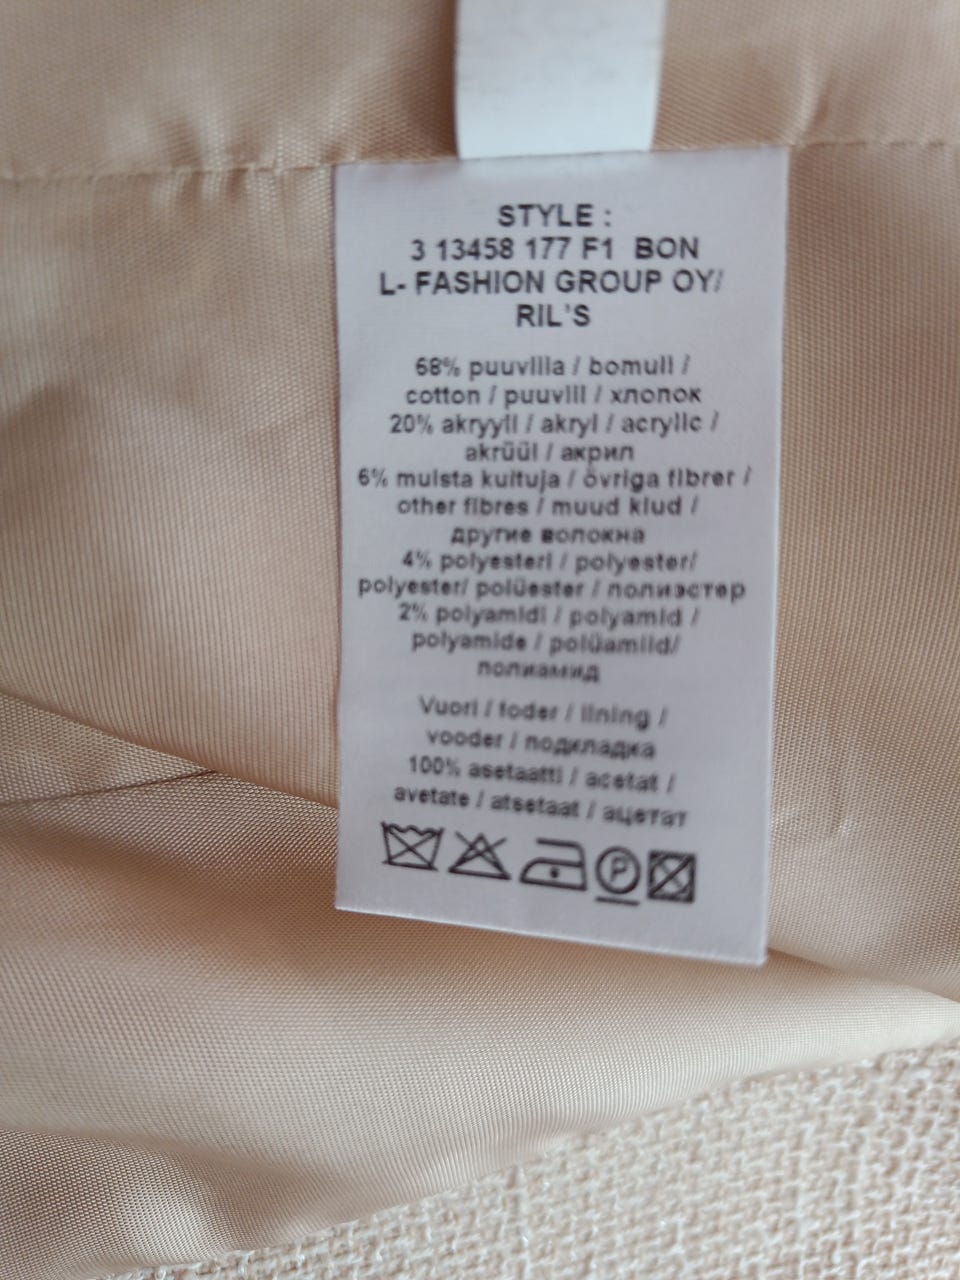 STYLE :
3 13458 177 F1 BON
L- FASHION GROUP OY/
RIL'S
68% puuvilla / bomull /
cotton / puuvill / хлопок
20% akryyli / akryl / acrylic /
akrüül / акрил
6% muista kuituja / övriga fibrer /
other fibres / muud kiud /
другие волокна
4% polyesteri / polyester/
polyester/ polüester / полиэстер
2% polyamidi / polyamid /
polyamide / polüamiid/
полиамид
Vuori / foder / lining /
vooder / подкладка
100% asetaatti / acetat /
avetate / atsetaat / ацетат
P